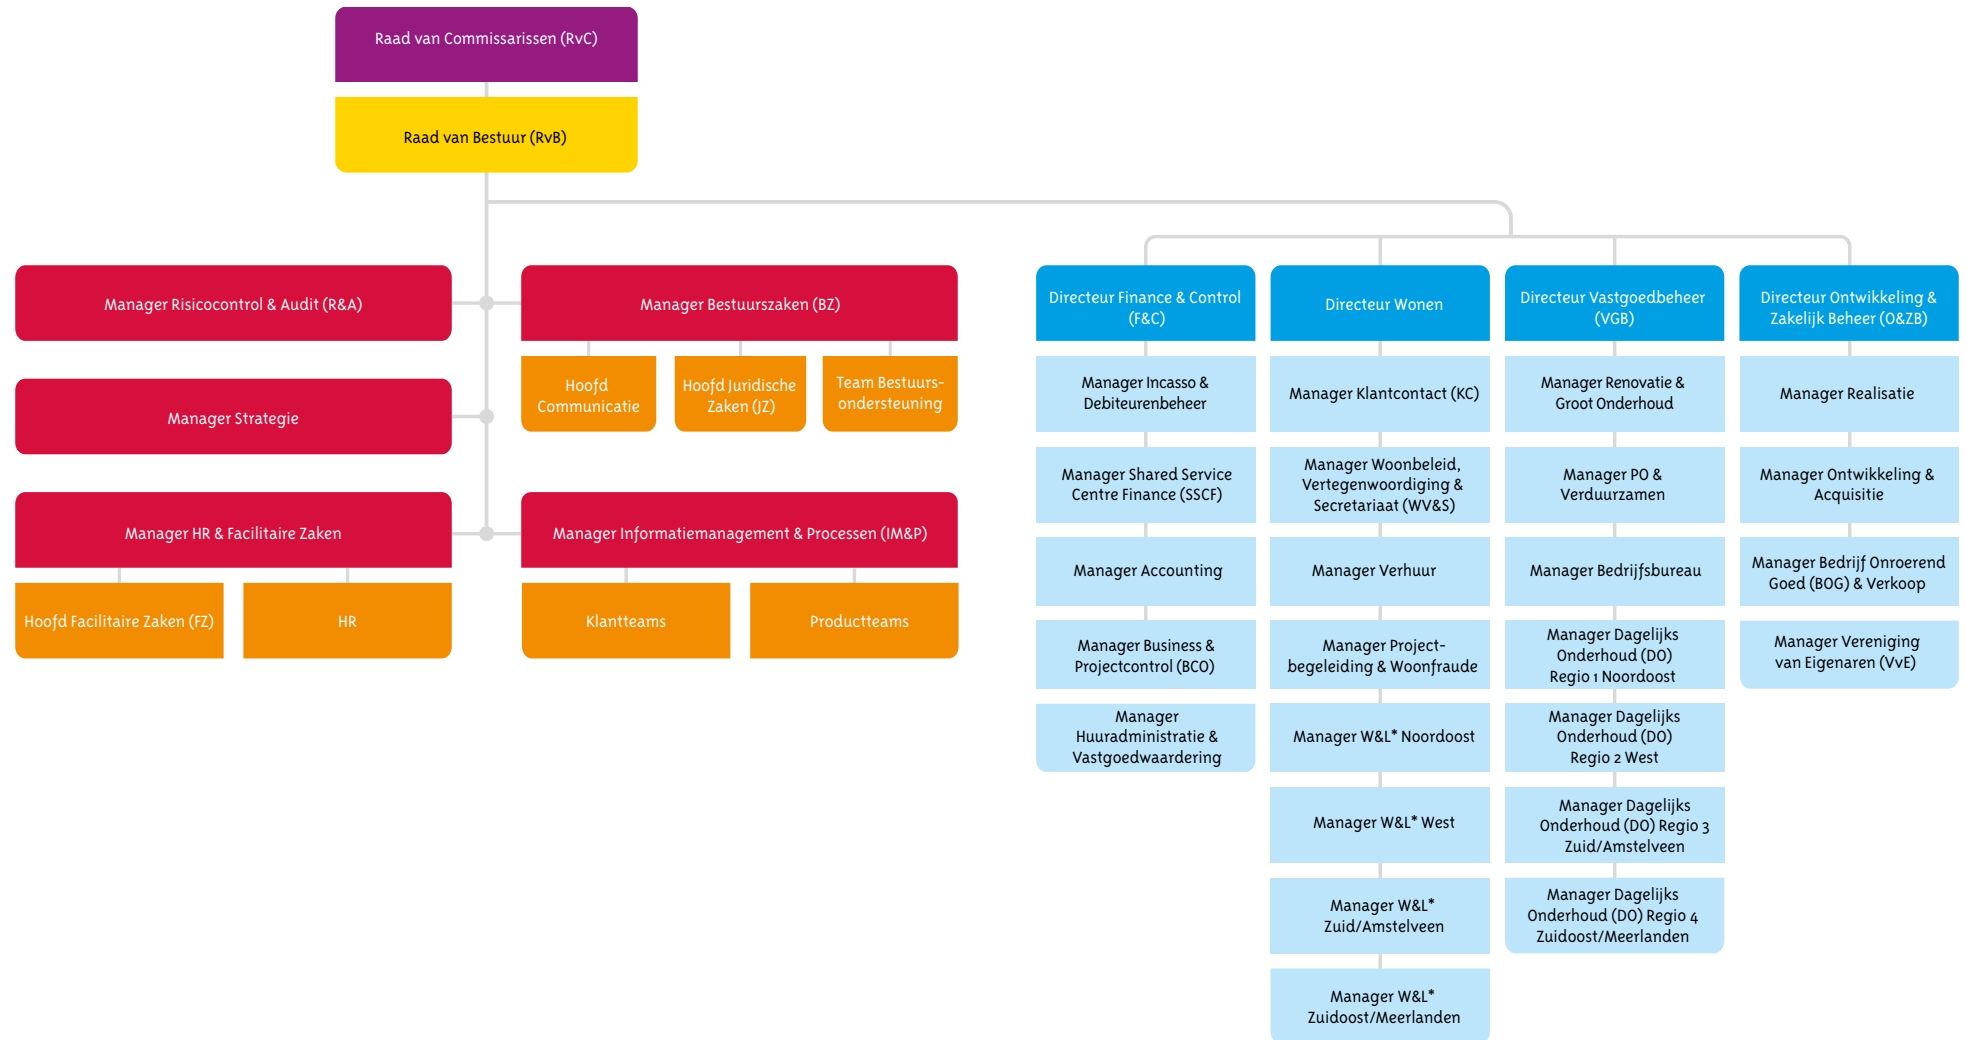 Raad van Commissarissen (RvC)
Raad van Bestuur (RvB)
Manager Risicocontrol & Audit (R&A)
Manager Bestuurszaken (BZ)
Hoofd
Communicatie
Hoofd Juridische
Zaken (JZ)
Team Bestuurs-
ondersteuning
Manager Strategie
Manager HR & Facilitaire Zaken
Hoofd Facilitaire Zaken (FZ)
HR
Manager Informatiemanagement & Processen (IM&P)
Klantteams
Productteams
Directeur Finance & Control
(F&C)
Manager Incasso &
Debiteurenbeheer
Manager Shared Service
Centre Finance (SSCF)
Manager Accounting
Manager Business &
Projectcontrol (BCO)
Manager
Huuradministratie &
Vastgoedwaardering
Directeur Wonen
Manager Klantcontact (KC)
Manager Woonbeleid,
Vertegenwoordiging &
Secretariaat (WV&S)
Manager Verhuur
Manager Project-
begeleiding & Woonfraude
Manager W&L* Noordoost
Manager W&L* West
Manager W&L*
Zuid/Amstelveen
Manager W&L*
Zuidoost/Meerlanden
Directeur Vastgoedbeheer
(VGB)
Manager Renovatie &
Groot Onderhoud
Manager PO &
Verduurzamen
Manager Bedrijfsbureau
Manager Dagelijks
Onderhoud (DO)
Regio 1 Noordoost
Manager Dagelijks
Onderhoud (DO)
Regio 2 West
Manager Dagelijks
Onderhoud (DO) Regio 3
Zuid/Amstelveen
Manager Dagelijks
Onderhoud (DO) Regio 4
Zuidoost/Meerlanden
Directeur Ontwikkeling &
Zakelijk Beheer (O&ZB)
Manager Realisatie
Manager Ontwikkeling &
Acquisitie
Manager Bedrijf Onroerend
Goed (BOG) & Verkoop
Manager Vereniging
van Eigenaren (VvE)